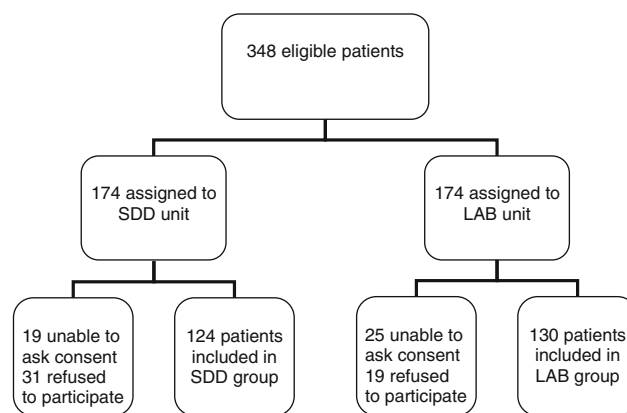 348 eligible patients
174 assigned to
SDD unit
174 assigned to
LAB unit
19 unable to
ask consent
31 refused
to participate
124 patients
included in
SDD group
25 unable to
ask consent
19 refused
to participate
130 patients
included in
LAB group